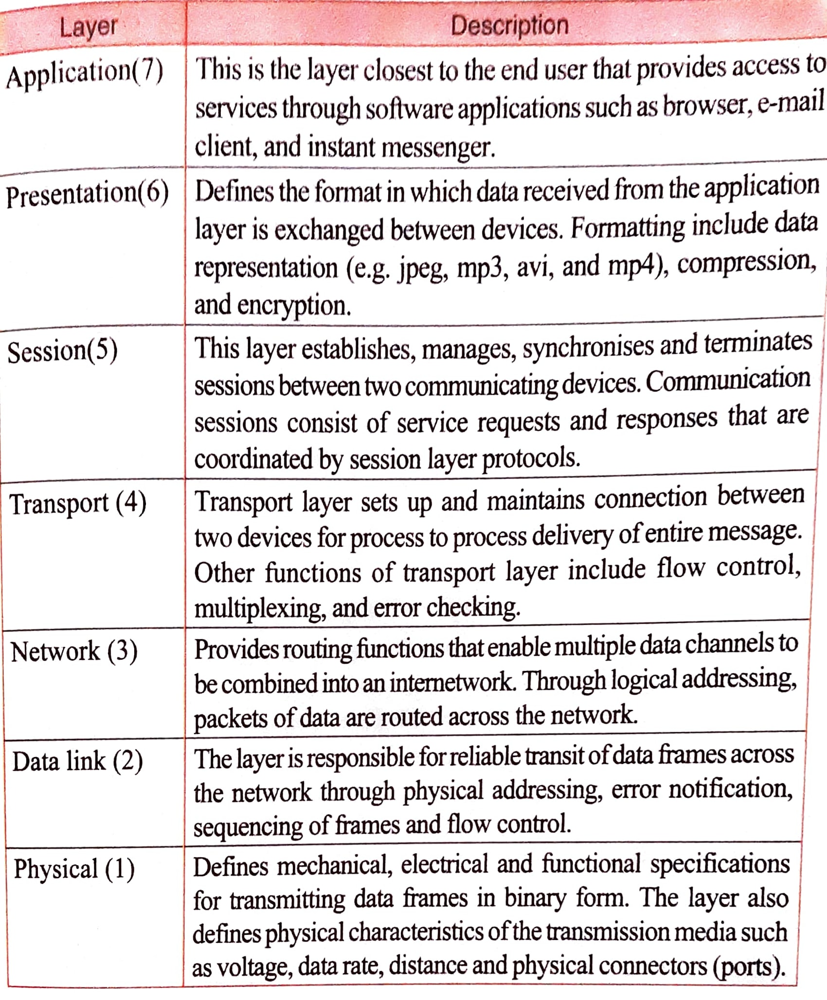 Layer Description
Application(7) This is the layer closest to the end user that provides access to
services through software applications such as browser, e-mail
client, and instant messenger.
Presentation(6) Defines the format in which data received from the application
layer is exchanged between devices. Formatting include data
representation (e.g. jpeg, mp3, avi, and mp4), compression,
and encryption.
Session(5) This layer establishes, manages, synchronises and terminates
sessions between two communicating devices. Communication
sessions consist of service requests and responses that are
coordinated by session layer protocols.
Transport (4) Transport layer sets up and maintains connection between
two devices for process to process delivery of entire message.
Other functions of transport layer include flow control,
multiplexing, and error checking.
Network (3) Provides routing functions that enable multiple data channels to
be combined into an internetwork. Through logical addressing,
packets of data are routed across the network.
Data link (2) The layer is responsible for reliable transit of data frames across
the network through physical addressing, error notification,
sequencing of frames and flow control.
Physical (1) Defines mechanical, electrical and functional specifications
for transmitting data frames in binary form. The layer also
defines physical characteristics of the transmission media such
as voltage, data rate, distance and physical connectors (ports).